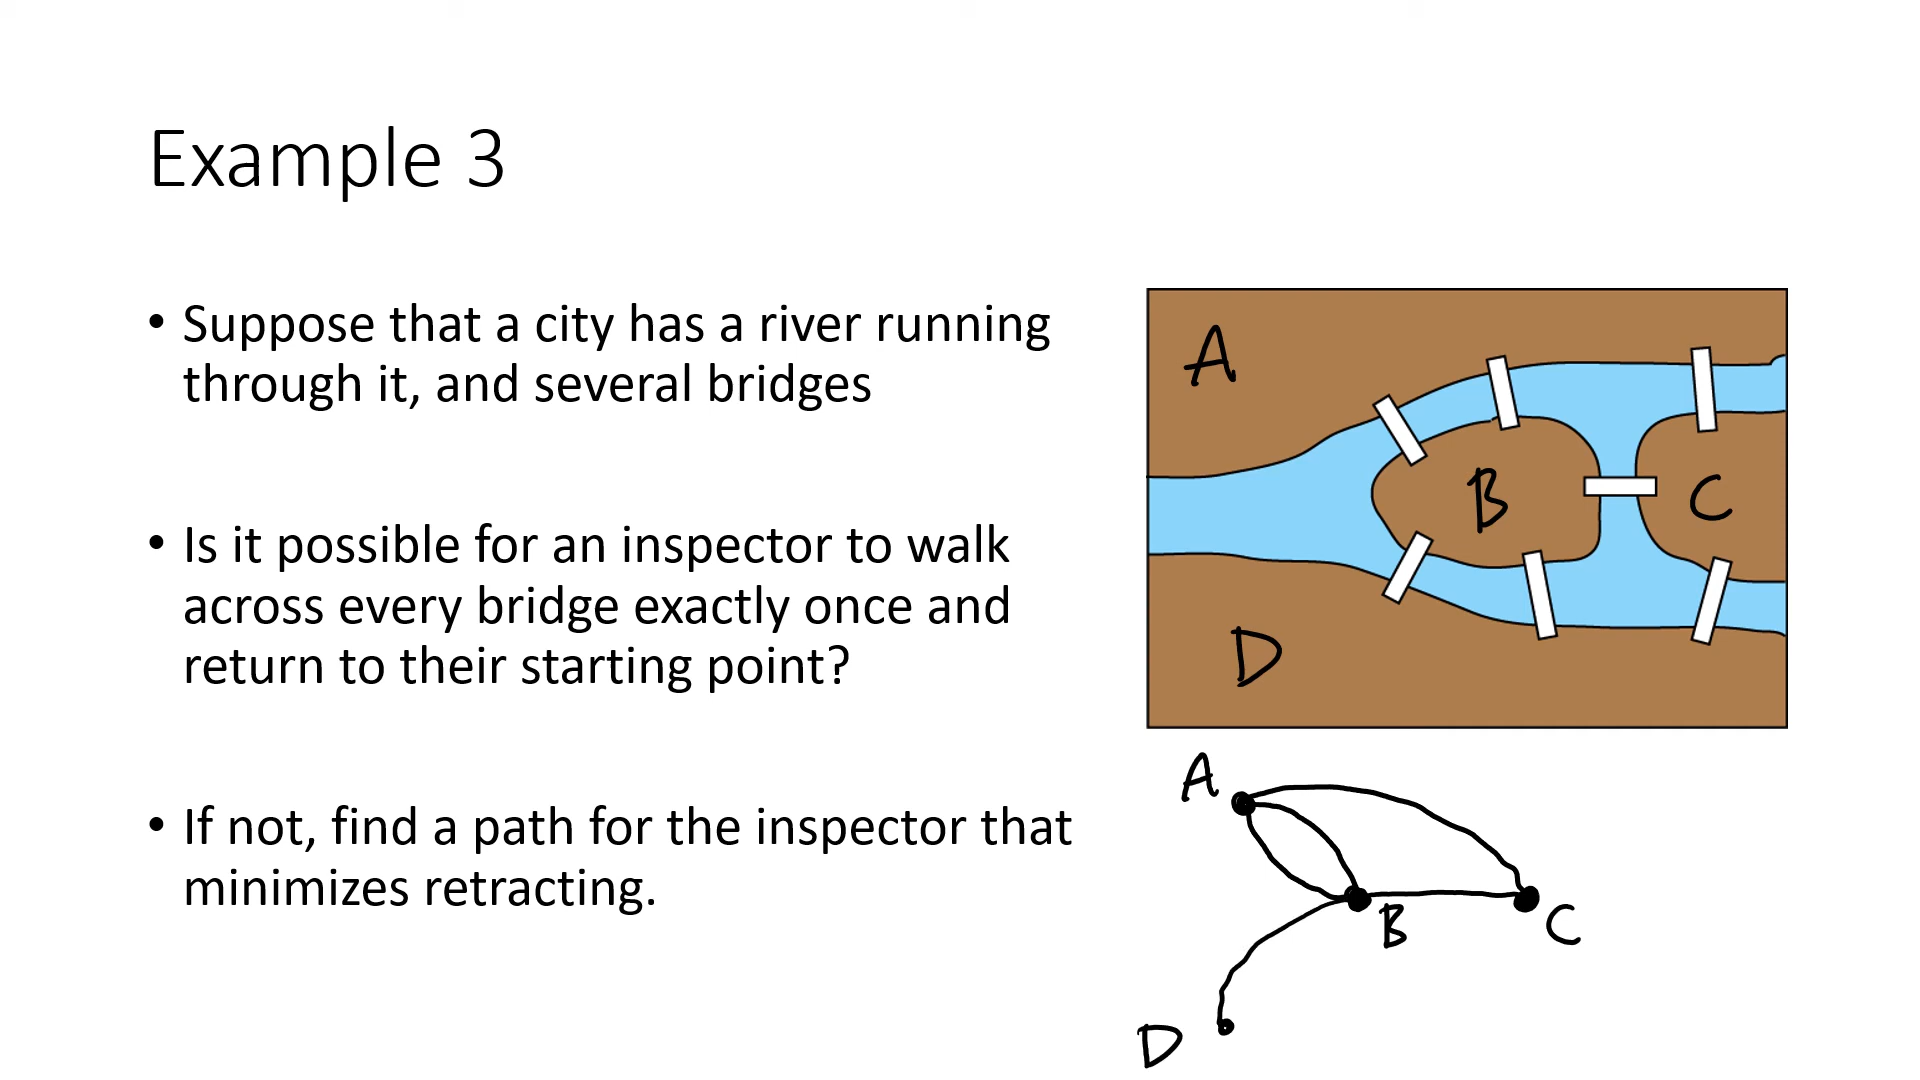 Example 3
• Suppose that a city has a river running
through it, and several bridges
• Is it possible for an inspector to walk
across every bridge exactly once and
return to their starting point?
• If not, find a path for the inspector that
minimizes retracting.
A
B
C
D
A
B
C
D